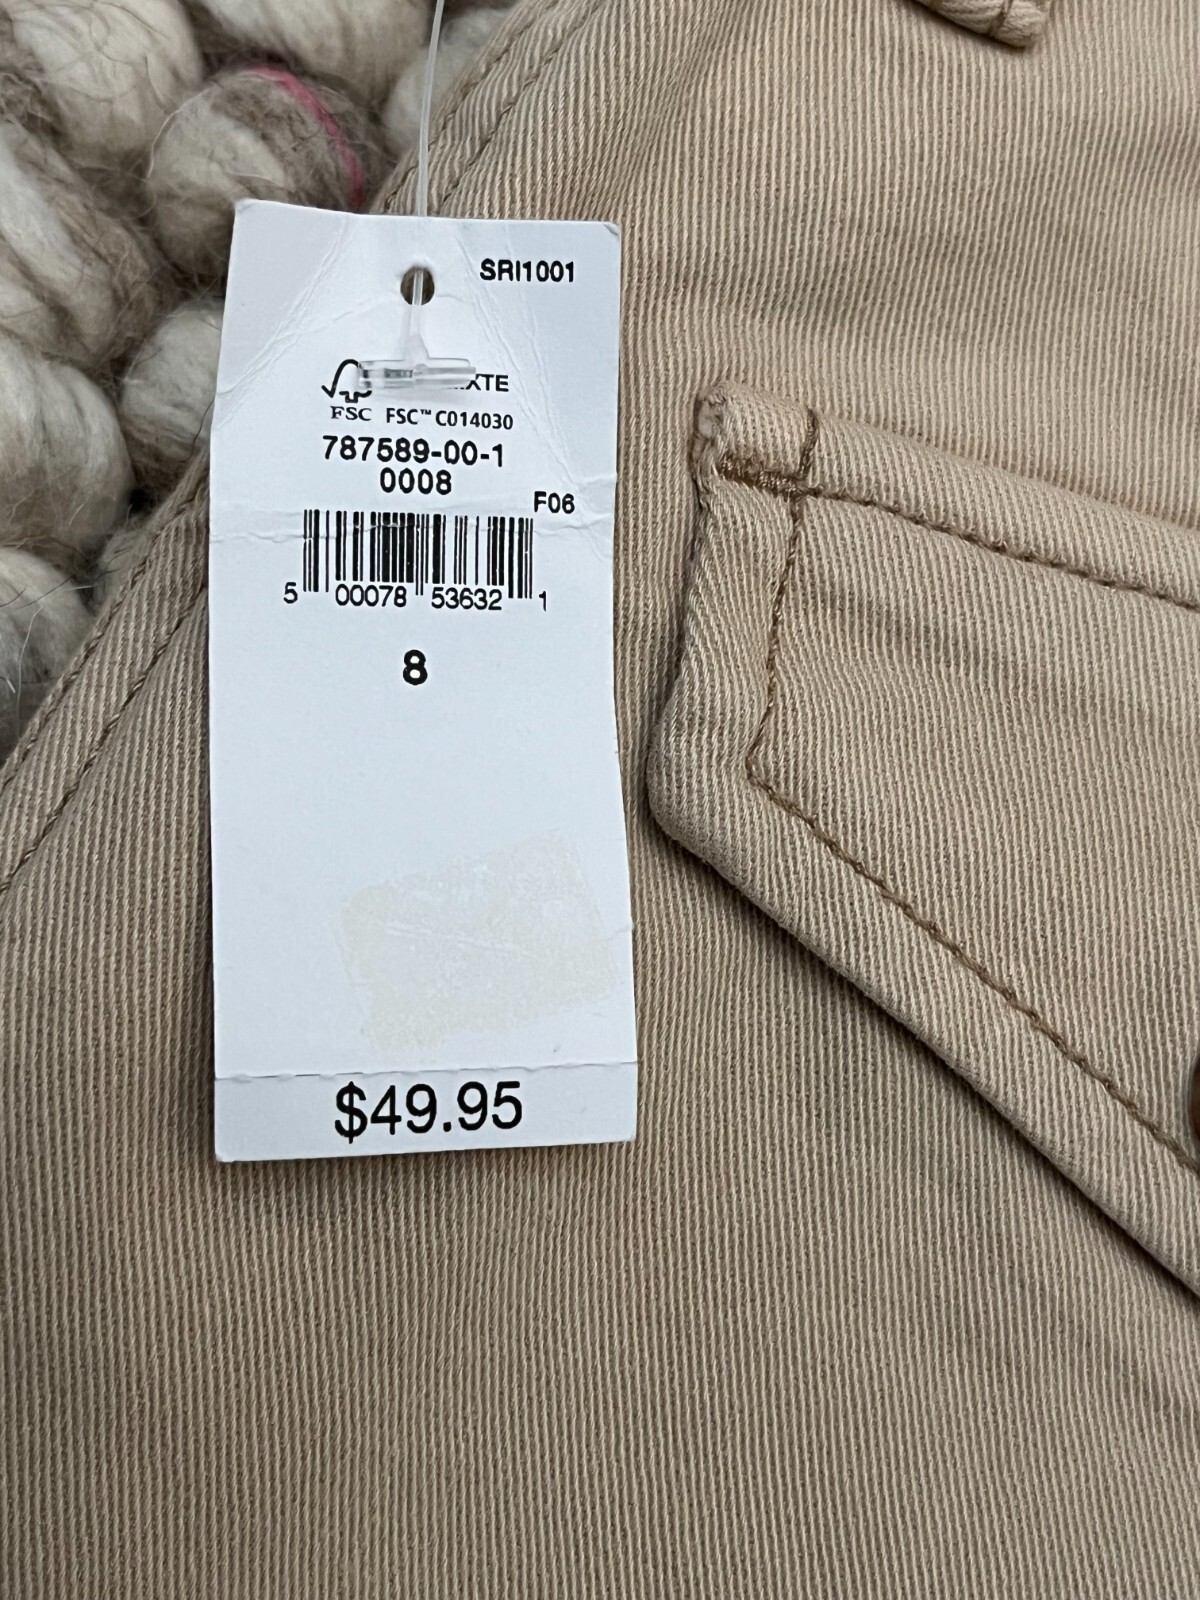 SRI1001
FSC FSC™ C014030
787589-00-1
0008
F06
5 00078 53632 1
8
$49.95